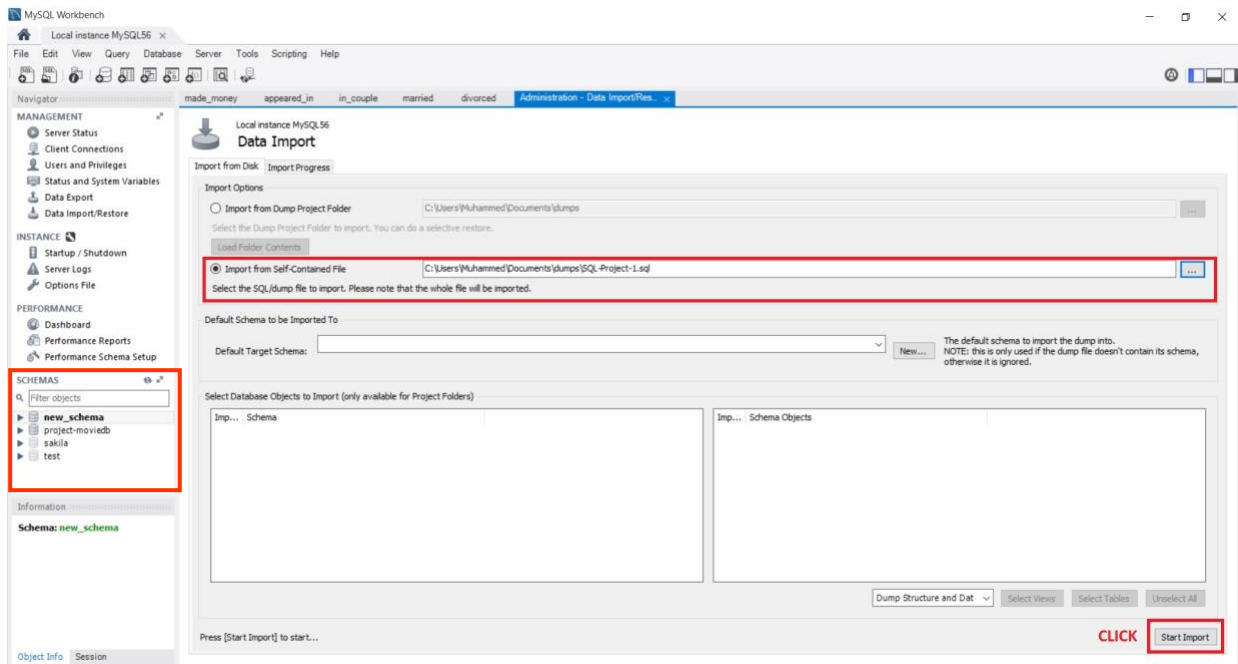 MySQL Workbench
Local instance MySQL56
File Edit View Query Database Server Tools Scripting Help
Navigator
MANAGEMENT
Server Status
Client Connections
Users and Privileges
Status and System Variables
Data Export
Data Import/Restore
INSTANCE
Startup / Shutdown
Server Logs
Options File
PERFORMANCE
Dashboard
Performance Reports
Performance Schema Setup
SCHEMAS
Filter objects
new_schema
project-moviedb
sakila
test
Information
Schema: new_schema
Object Info Session
made_money appeared_in in_couple married divorced Administration - Data Import/Res...
Local instance MySQL56
Data Import
Import from Disk Import Progress
Import Options
Import from Dump Project Folder C:\Users\Muhammed\Documents\dumps ...
Select the Dump Project Folder to import. You can do a selective restore.
Load Folder Contents
Import from Self-Contained File C:\Users\Muhammed\Documents\dumps\SQL-Project-1.sql ...
Select the SQL/dump file to import. Please note that the whole file will be imported.
Default Schema to be Imported To
Default Target Schema: New...
The default schema to import the dump into.
NOTE: this is only used if the dump file doesn't contain its schema,
otherwise it is ignored.
Select Database Objects to Import (only available for Project Folders)
Imp... Schema Imp... Schema Objects
Dump Structure and Dat Select Views Select Tables Unselect All
Press [Start Import] to start... CLICK Start Import